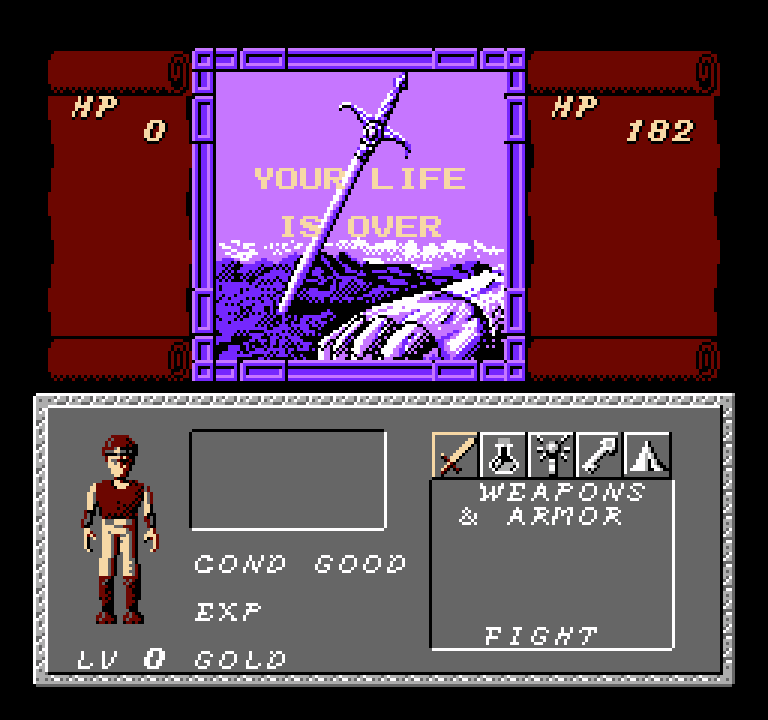 HP
0
HP
182
YOUR LIFE
IS OVER
WEAPONS
& ARMOR
COND GOOD
EXP
FIGHT
LV 0 GOLD